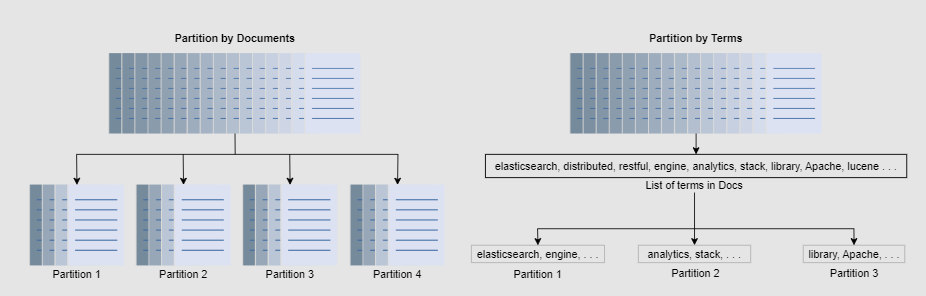 Partition by Documents
Partition 1
Partition 2
Partition 3
Partition 4
Partition by Terms
elasticsearch, distributed, restful, engine, analytics, stack, library, Apache, lucene . . .
List of terms in Docs
elasticsearch, engine, . . .
analytics, stack, . . .
library, Apache, . . .
Partition 1
Partition 2
Partition 3